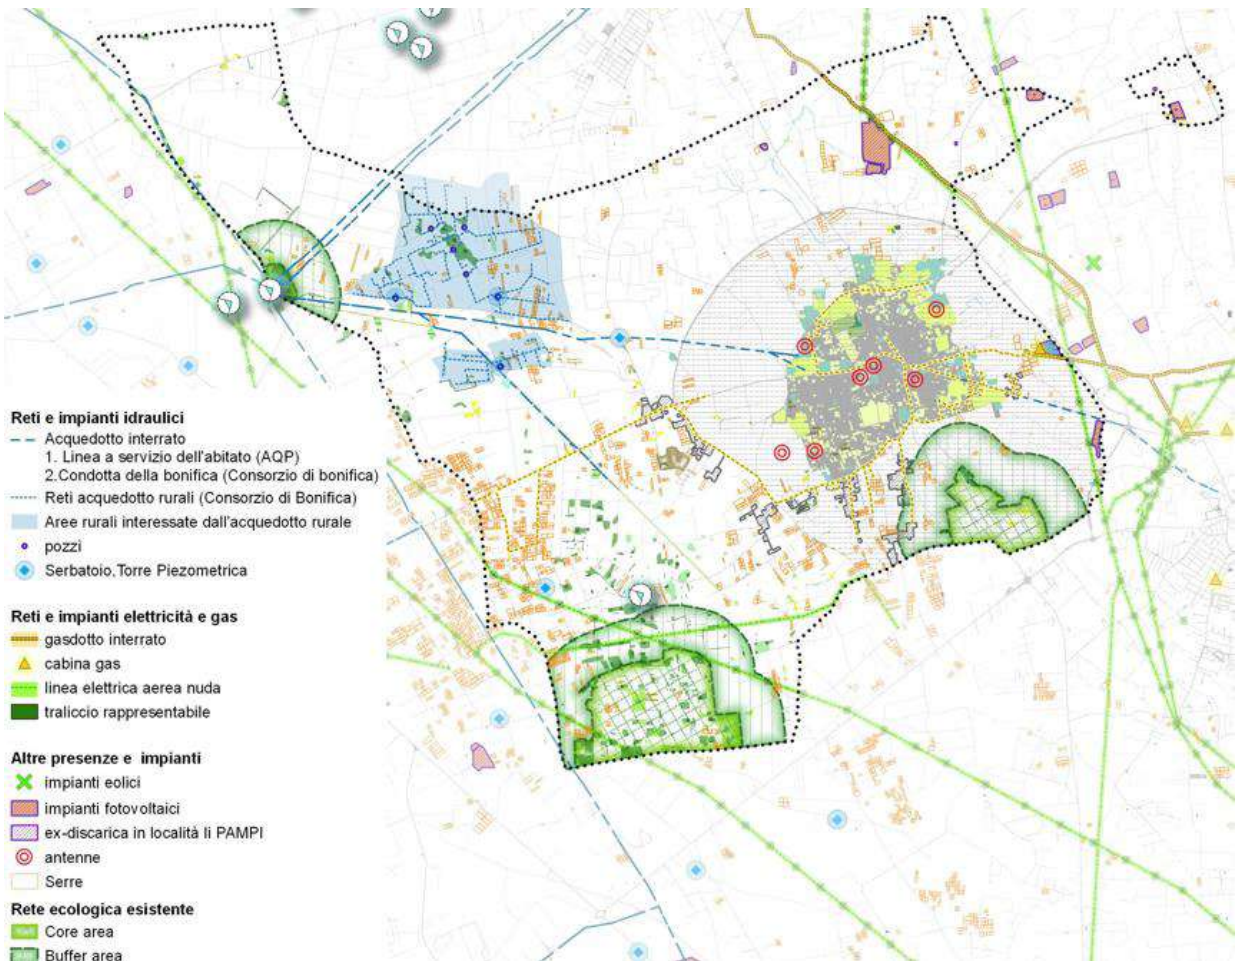 Reti e impianti idraulici
Acquedotto interrato
1. Linea a servizio dell'abitato (AQP)
2.Condotta della bonifica (Consorzio di bonifica)
Reti acquedotto rurali (Consorzio di Bonifica)
Aree rurali interessate dall'acquedotto rurale
pozzi
Serbatoio,Torre Piezometrica
Reti e impianti elettricità e gas
gasdotto interrato
cabina gas
linea elettrica aerea nuda
traliccio rappresentabile
Altre presenze e impianti
impianti eolici
impianti fotovoltaici
ex-discarica in località li PAMPI
antenne
Serre
Rete ecologica esistente
Core area
Buffer area